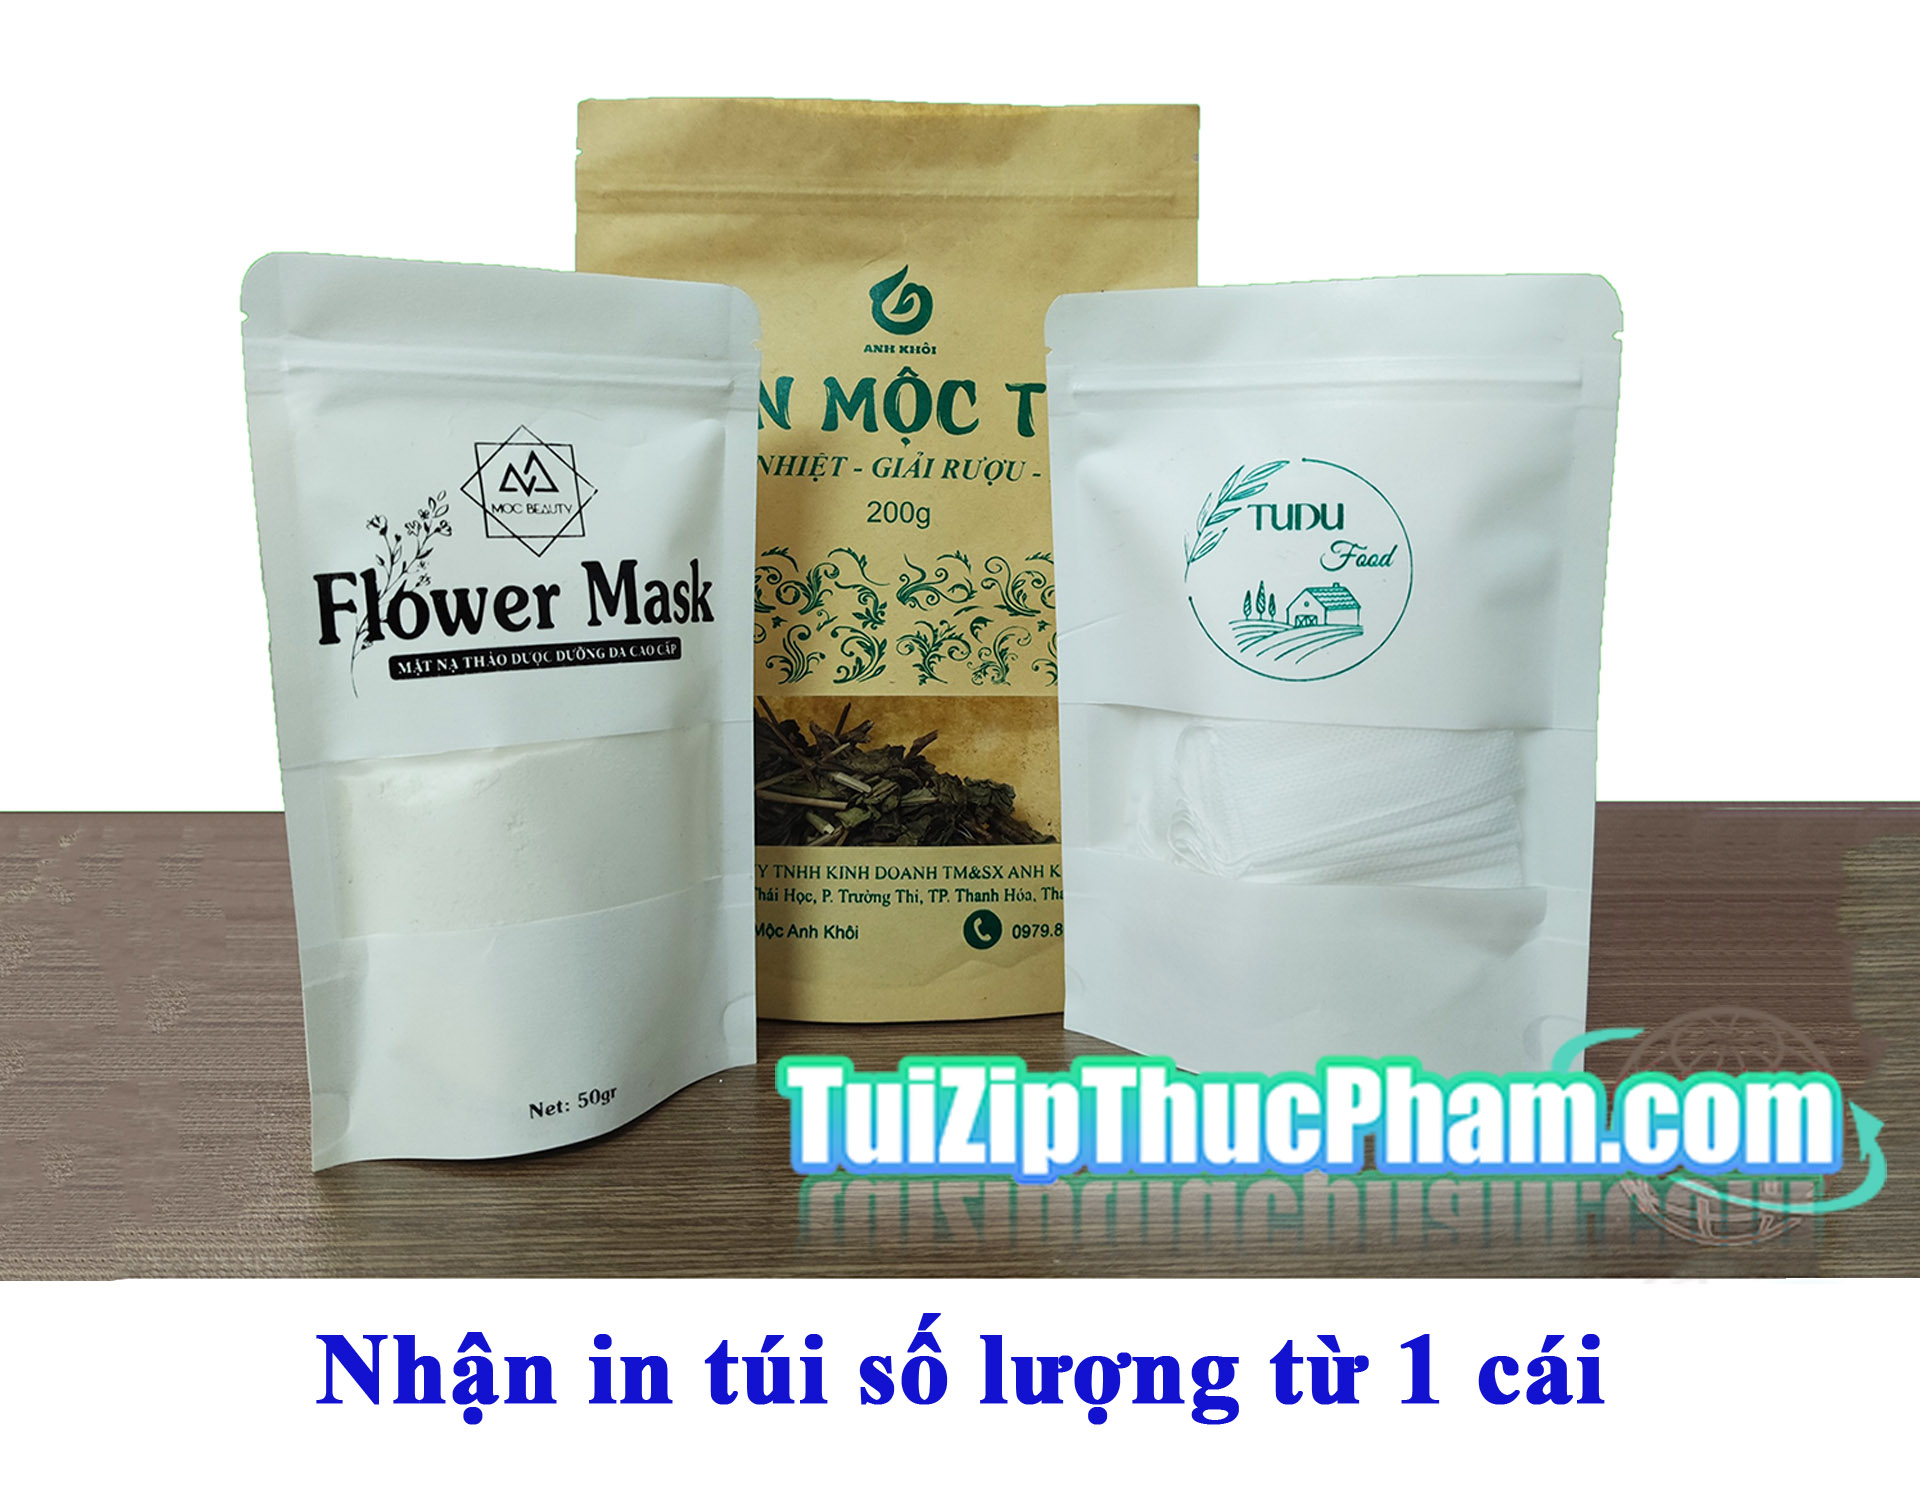 ANH KHÔI
N MỘC T
NHIỆT - GIẢI RƯỢU -
200g
MOC BEAUTY
Flower Mask
MẶT NẠ THẢO DƯỢC DƯỠNG DA CAO CẤP
TUDU
Food
Y TNHH KINH DOANH TM&SX ANH K
Thái Học, P. Trường Thi, TP. Thanh Hóa, Tha
Mộc Anh Khôi
0979.8
Net: 50gr
TuiZipThucPham.com
Nhận in túi số lượng từ 1 cái